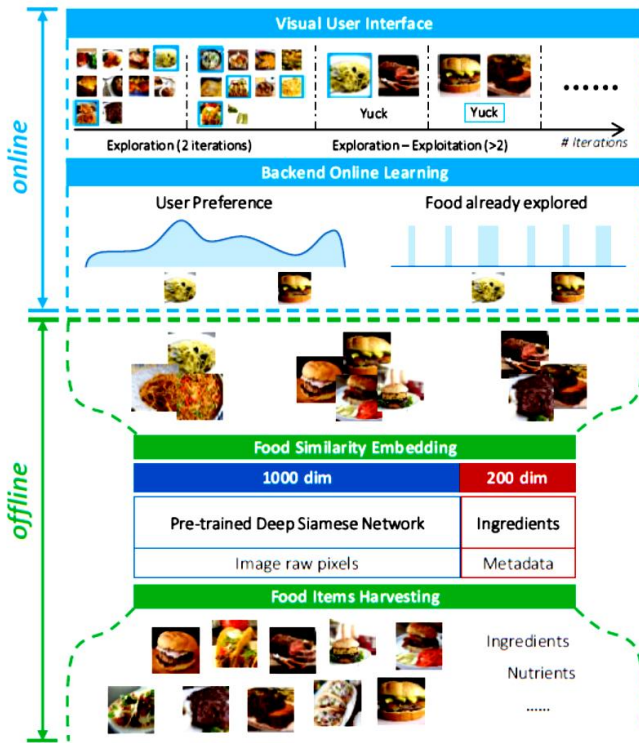 Visual User Interface
Yuck
Yuck
......
Exploration (2 iterations)
Exploration – Exploitation (>2)
# Iterations
online
Backend Online Learning
User Preference
Food already explored
offline
Food Similarity Embedding
1000 dim
200 dim
Pre-trained Deep Siamese Network
Ingredients
Image raw pixels
Metadata
Food Items Harvesting
Ingredients
Nutrients
......